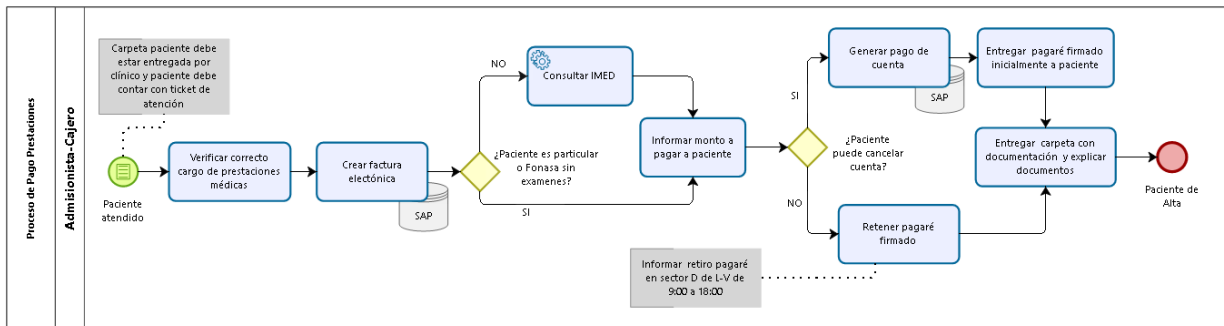 Proceso de Pago Prestaciones
Admisionista-Cajero
Carpeta paciente debe
estar entregada por
clínico y paciente debe
contar con ticket de
atención
Paciente
atendido
Verificar correcto
cargo de prestaciones
médicas
Crear factura
electónica
SAP
¿Paciente es particular
o Fonasa sin
examenes?
NO
SI
Consultar IMED
Informar monto a
pagar a paciente
¿Paciente
puede cancelar
cuenta?
SI
NO
Generar pago de
cuenta
SAP
Entregar pagaré firmado
inicialmente a paciente
Retener pagaré
firmado
Informar retiro pagaré
en sector D de L-V de
9:00 a 18:00
Entregar carpeta con
documentación y explicar
documentos
Paciente de
Alta